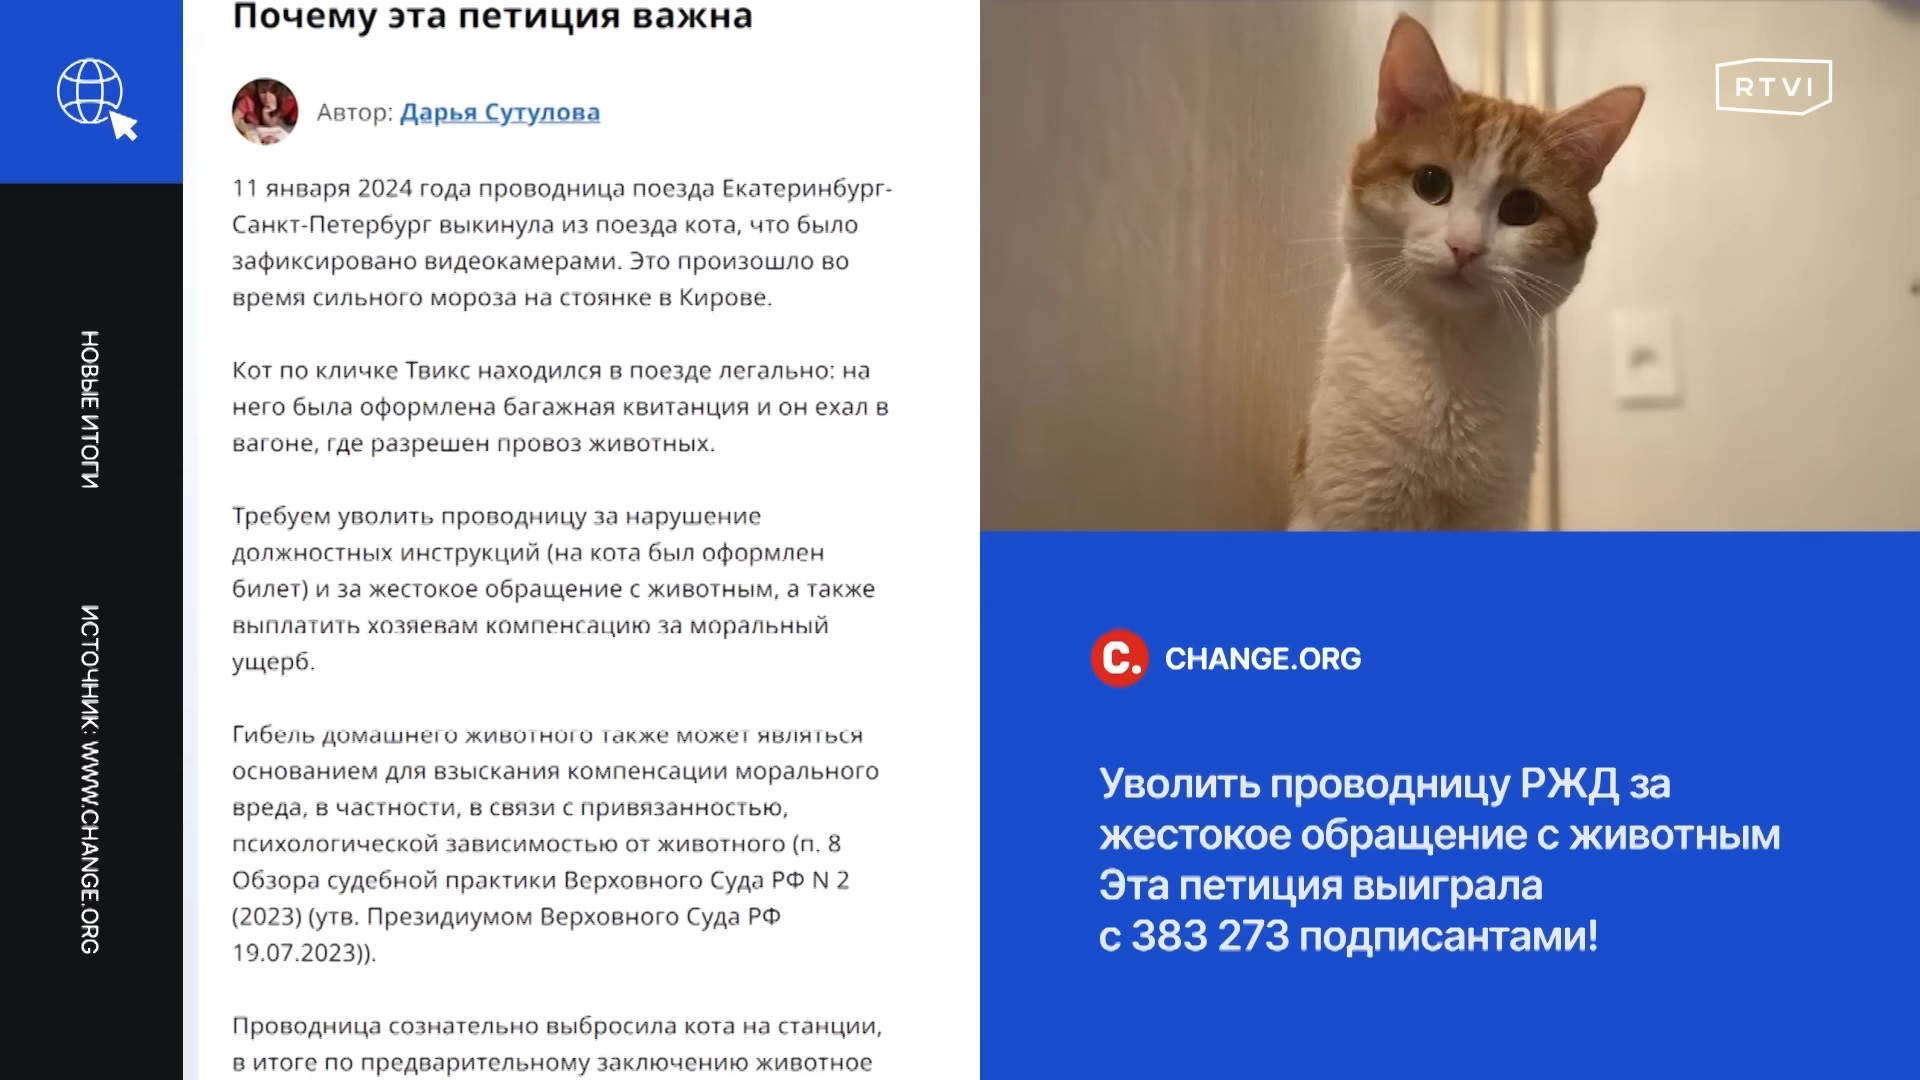 Почему эта петиция важна
Автор: Дарья Сутулова
11 января 2024 года проводница поезда Екатеринбург-
Санкт-Петербург выкинула из поезда кота, что было
зафиксировано видеокамерами. Это произошло во
время сильного мороза на стоянке в Кирове.
Кот по кличке Твикс находился в поезде легально: на
него была оформлена багажная квитанция и он ехал в
вагоне, где разрешен провоз животных.
Требуем уволить проводницу за нарушение
должностных инструкций (на кота был оформлен
билет) и за жестокое обращение с животным, а также
выплатить хозяевам компенсацию за моральный
ущерб.
Гибель домашнего животного также может являться
основанием для взыскания компенсации морального
вреда, в частности, в связи с привязанностью,
психологической зависимостью от животного (п. 8
Обзора судебной практики Верховного Суда РФ N 2
(2023) (утв. Президиумом Верховного Суда РФ
19.07.2023)).
Проводница сознательно выбросила кота на станции,
в итоге по предварительному заключению животное
НОВЫЕ ИТОГИ
ИСТОЧНИК: WWW.CHANGE.ORG
RTVI
C. CHANGE.ORG
Уволить проводницу РЖД за
жестокое обращение с животным
Эта петиция выиграла
с 383 273 подписантами!